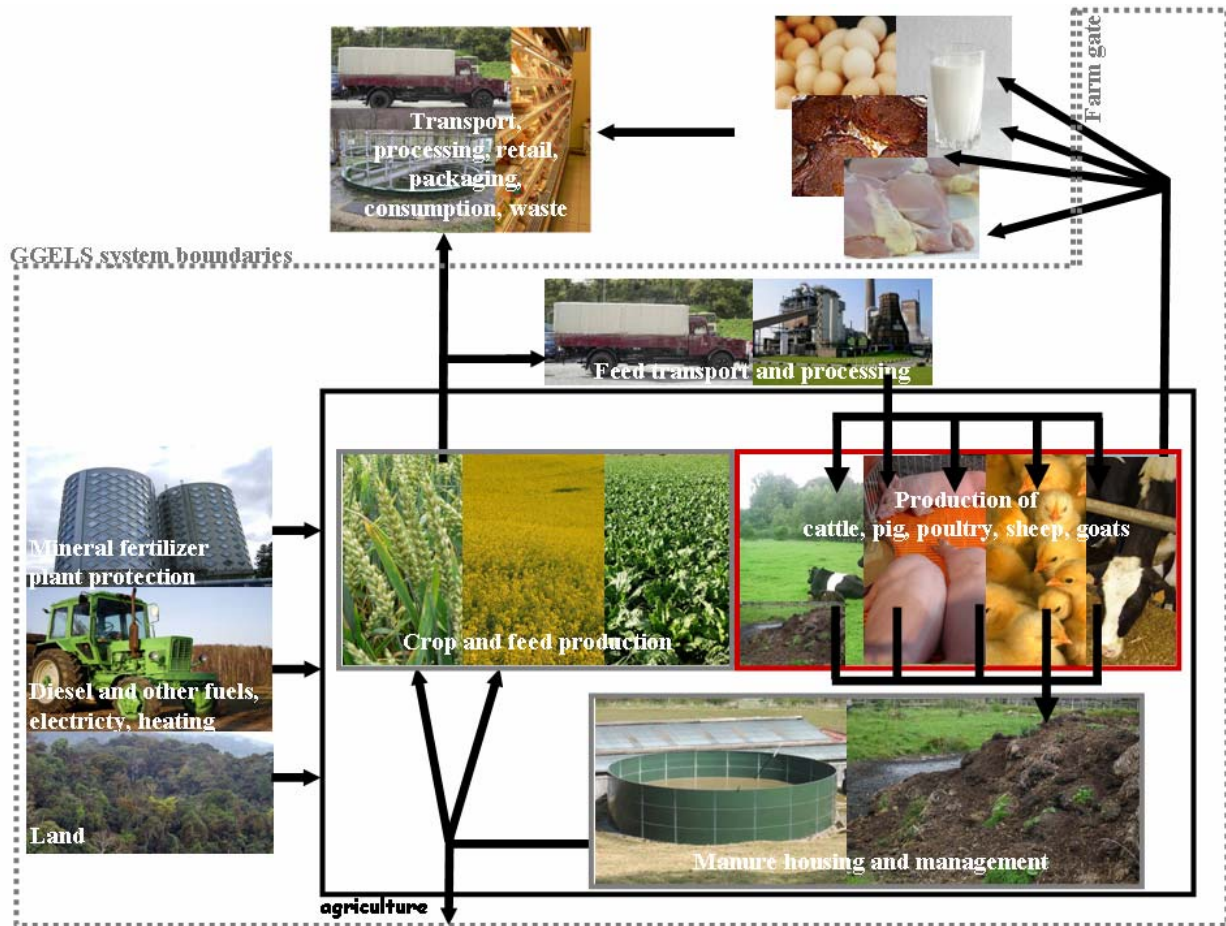 Farm gate
Transport,
processing, retail,
packaging,
consumption, waste
GGELS system boundaries
Feed transport and processing
Mineral fertilizer
plant protection
Production of
cattle, pig, poultry, sheep, goats
Crop and feed production
Diesel and other fuels,
electricty, heating
Land
Manure housing and management
agriculture